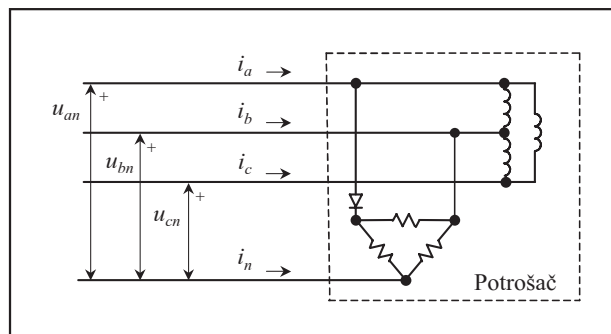 i_a
u_an +
i_b
u_bn +
i_c
u_cn +
i_n
Potrošač